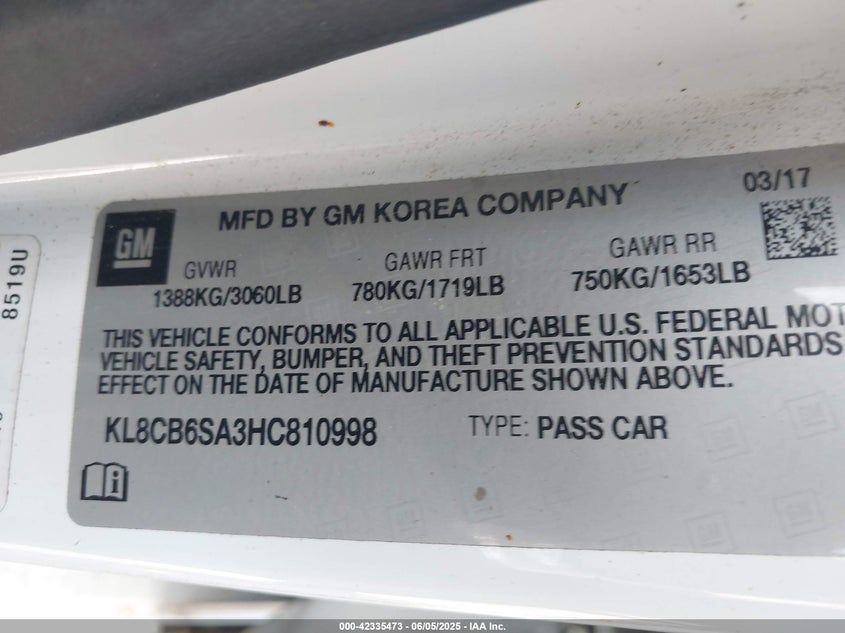 03/17
GM
MFD BY GM KOREA COMPANY
GVWR GAWR FRT GAWR RR
1388KG/3060LB 780KG/1719LB 750KG/1653LB
THIS VEHICLE CONFORMS TO ALL APPLICABLE U.S. FEDERAL MOT
VEHICLE SAFETY, BUMPER, AND THEFT PREVENTION STANDARDS
EFFECT ON THE DATE OF MANUFACTURE SHOWN ABOVE.
KL8CB6SA3HC810998 TYPE: PASS CAR
8519U
000-42335473 - 06/05/2025 - IAA Inc.